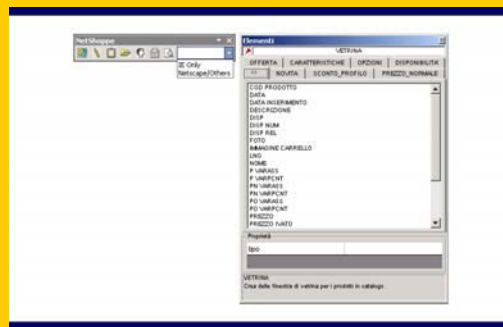 NetShoppe
IE Only
Netscape/Others
Elementi
VETRINA
OFFERTA CARATTERISTICHE OPZIONI DISPONIBILITA'
NOVITA SCONTO_PROFILO PREZZO_NORMALE
COD PRODOTTO
DATA
DATA INSERIMENTO
DESCRIZIONE
DISP
DISP NUM
DISP REL
FOTO
IMMAGINE CARRELLO
LNG
NOME
P VARASS
P VARPCNT
PN VARASS
PN VARPCNT
PO VARASS
PO VARPCNT
PREZZO
PREZZO IVATO
Proprietà
tipo
VETRINA
Crea delle finestra di vetrina per i prodotti in catalogo